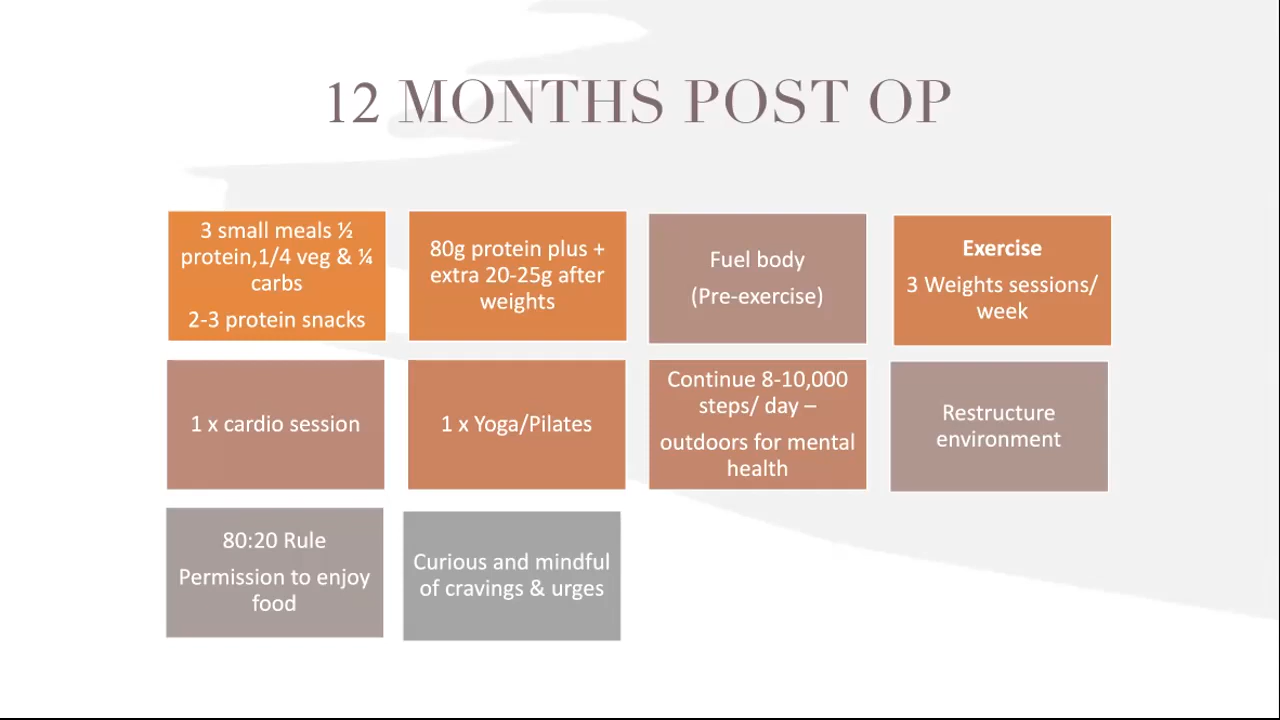 12 MONTHS POST OP
3 small meals ½
protein,1/4 veg & ¼
carbs
2-3 protein snacks
80g protein plus +
extra 20-25g after
weights
Fuel body
(Pre-exercise)
Exercise
3 Weights sessions/
week
1 x cardio session
1 x Yoga/Pilates
Continue 8-10,000
steps/ day –
outdoors for mental
health
Restructure
environment
80:20 Rule
Permission to enjoy
food
Curious and mindful
of cravings & urges